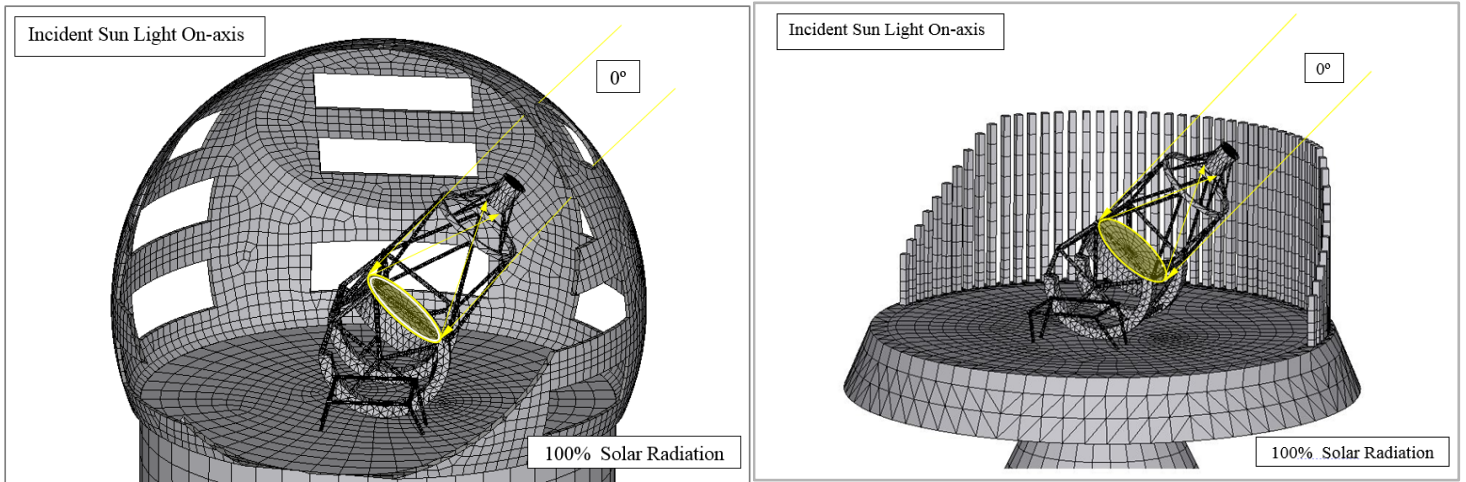 Incident Sun Light On-axis
0º
100% Solar Radiation
Incident Sun Light On-axis
0º
100% Solar Radiation